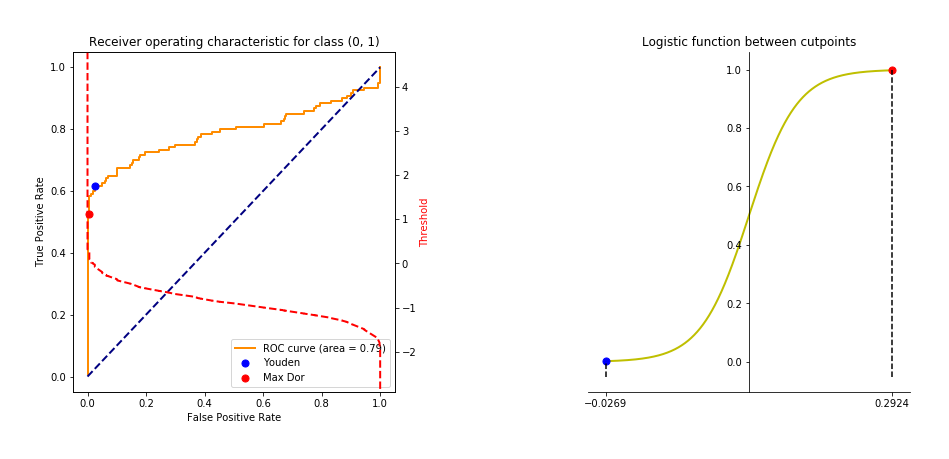 Receiver operating characteristic for class (0, 1)
1.0
0.8
0.6
0.4
0.2
0.0
True Positive Rate
0.0 0.2 0.4 0.6 0.8 1.0
False Positive Rate
4
3
2
1
0
−1
−2
Threshold
ROC curve (area = 0.79)
Youden
Max Dor
Logistic function between cutpoints
1.0
0.8
0.6
0.4
0.2
0.0
−0.0269 0.2924